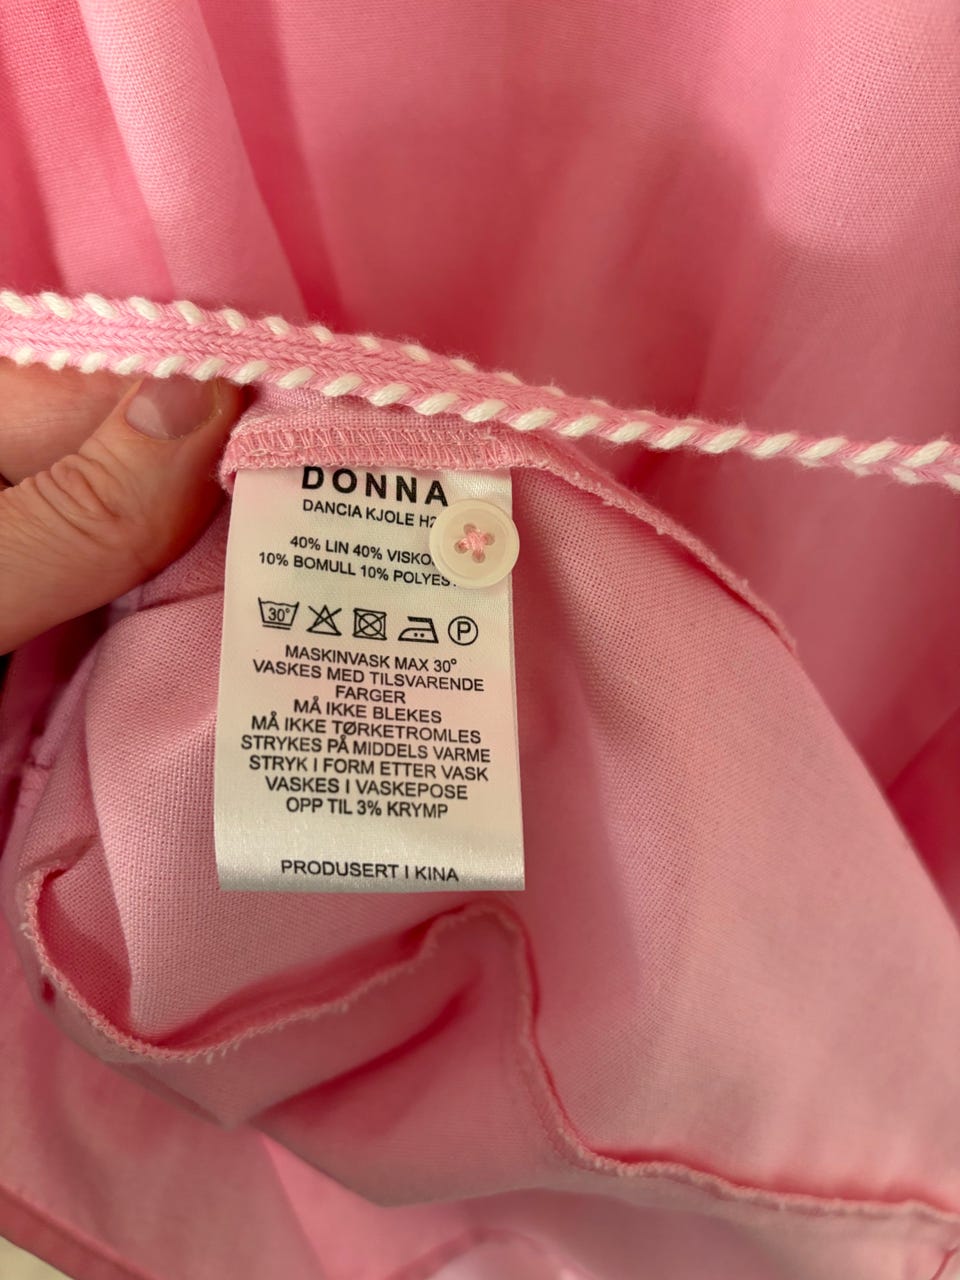 DONNA
DANCIA KJOLE
40% LIN 40%
10% BOMULL 10%
30°
P
MASKINVASK MAX 30°
VASKES MED TILSVARENDE
FARGER
MÅ IKKE BLEKES
MÅ IKKE TØRKETROMLES
STRYKES PÅ MIDDELS VARME
STRYK I FORM ETTER VASK
VASKES I VASKEPOSE
OPP TIL 3% KRYMP
PRODUSERT I KINA